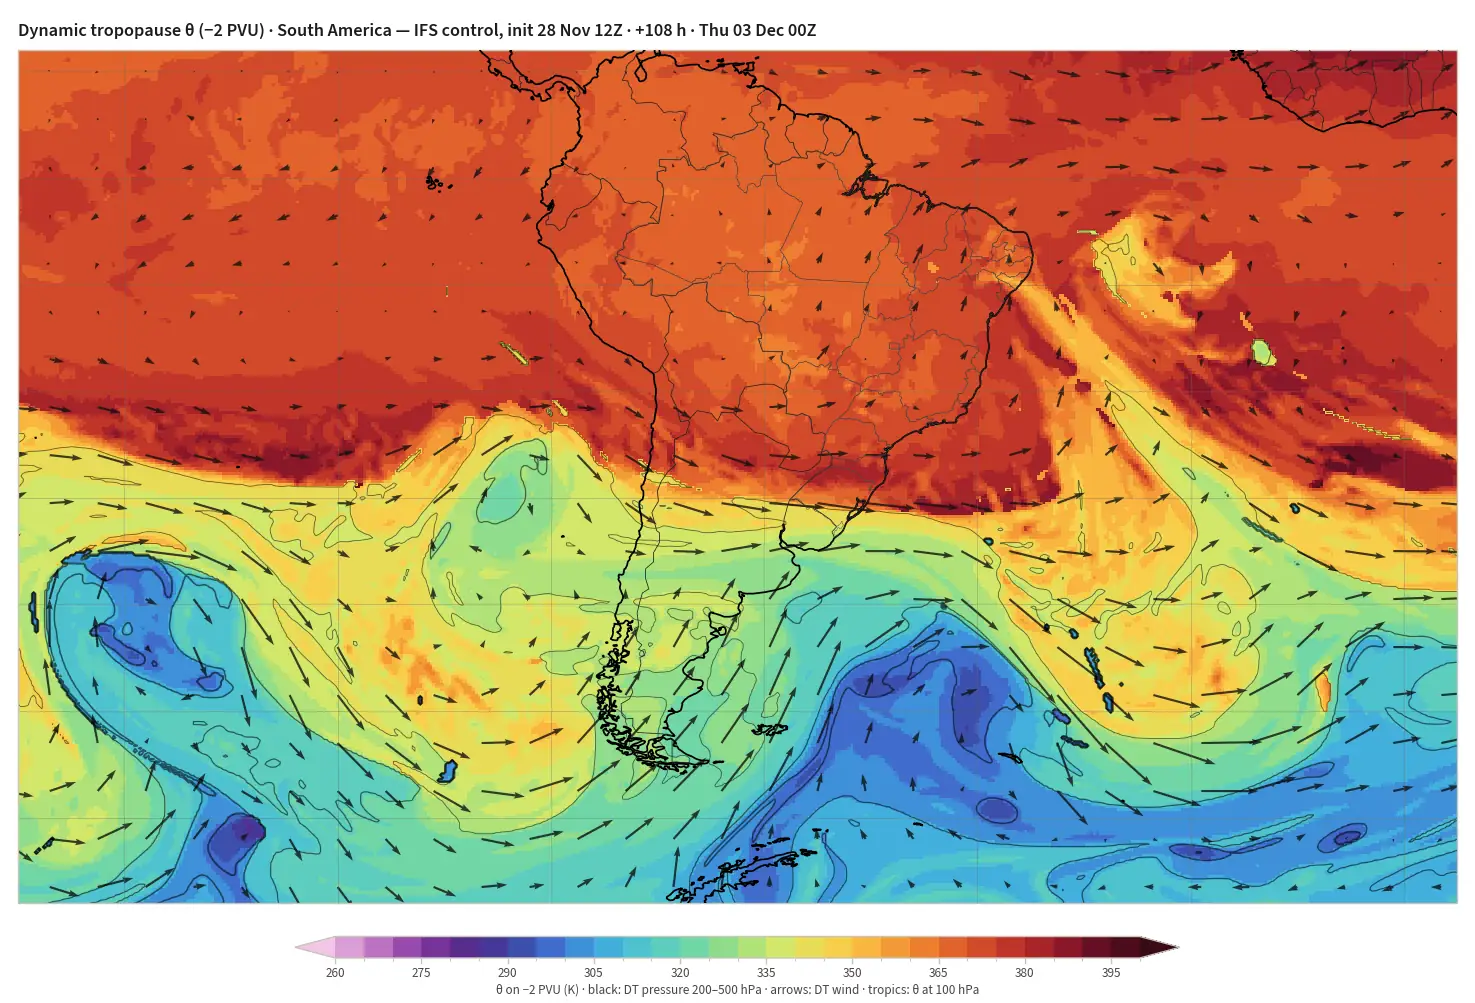 Dynamic tropopause θ (−2 PVU) · South America — IFS control, init 28 Nov 12Z · +108 h · Thu 03 Dec 00Z
260 275 290 305 320 335 350 365 380 395
θ on −2 PVU (K) · black: DT pressure 200–500 hPa · arrows: DT wind · tropics: θ at 100 hPa